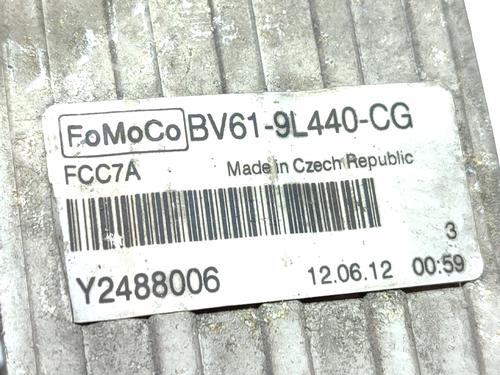 FoMoCo BV61-9L440-CG
FCC7A Made in Czech Republic
3
Y2488006 12.06.12 00:59